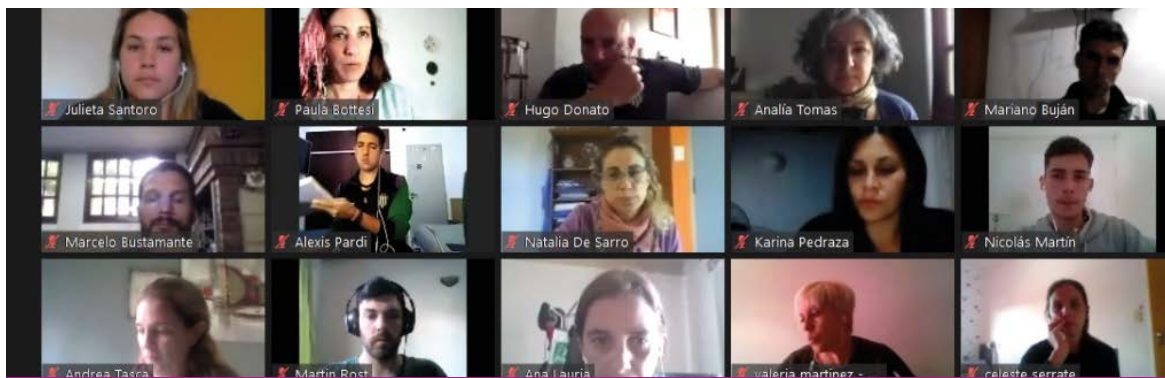 Julieta Santoro
Paula Bottesi
Hugo Donato
Analía Tomas
Mariano Buján
Marcelo Bustamante
Alexis Pardi
Natalia De Sarro
Karina Pedraza
Nicolás Martín
Andrea Tasca
Martin Rost
Ana Lauria
valeria martinez - ...
celeste serrate